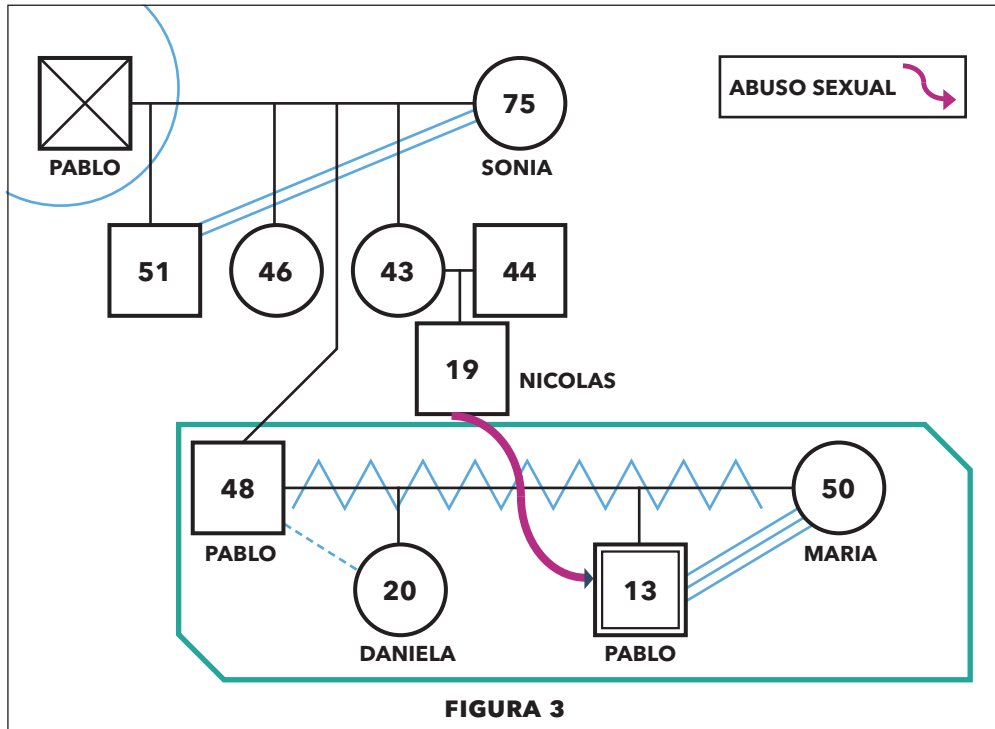 ABUSO SEXUAL
PABLO
75
SONIA
51
46
43
44
19
NICOLAS
48
PABLO
50
MARIA
20
DANIELA
13
PABLO
FIGURA 3